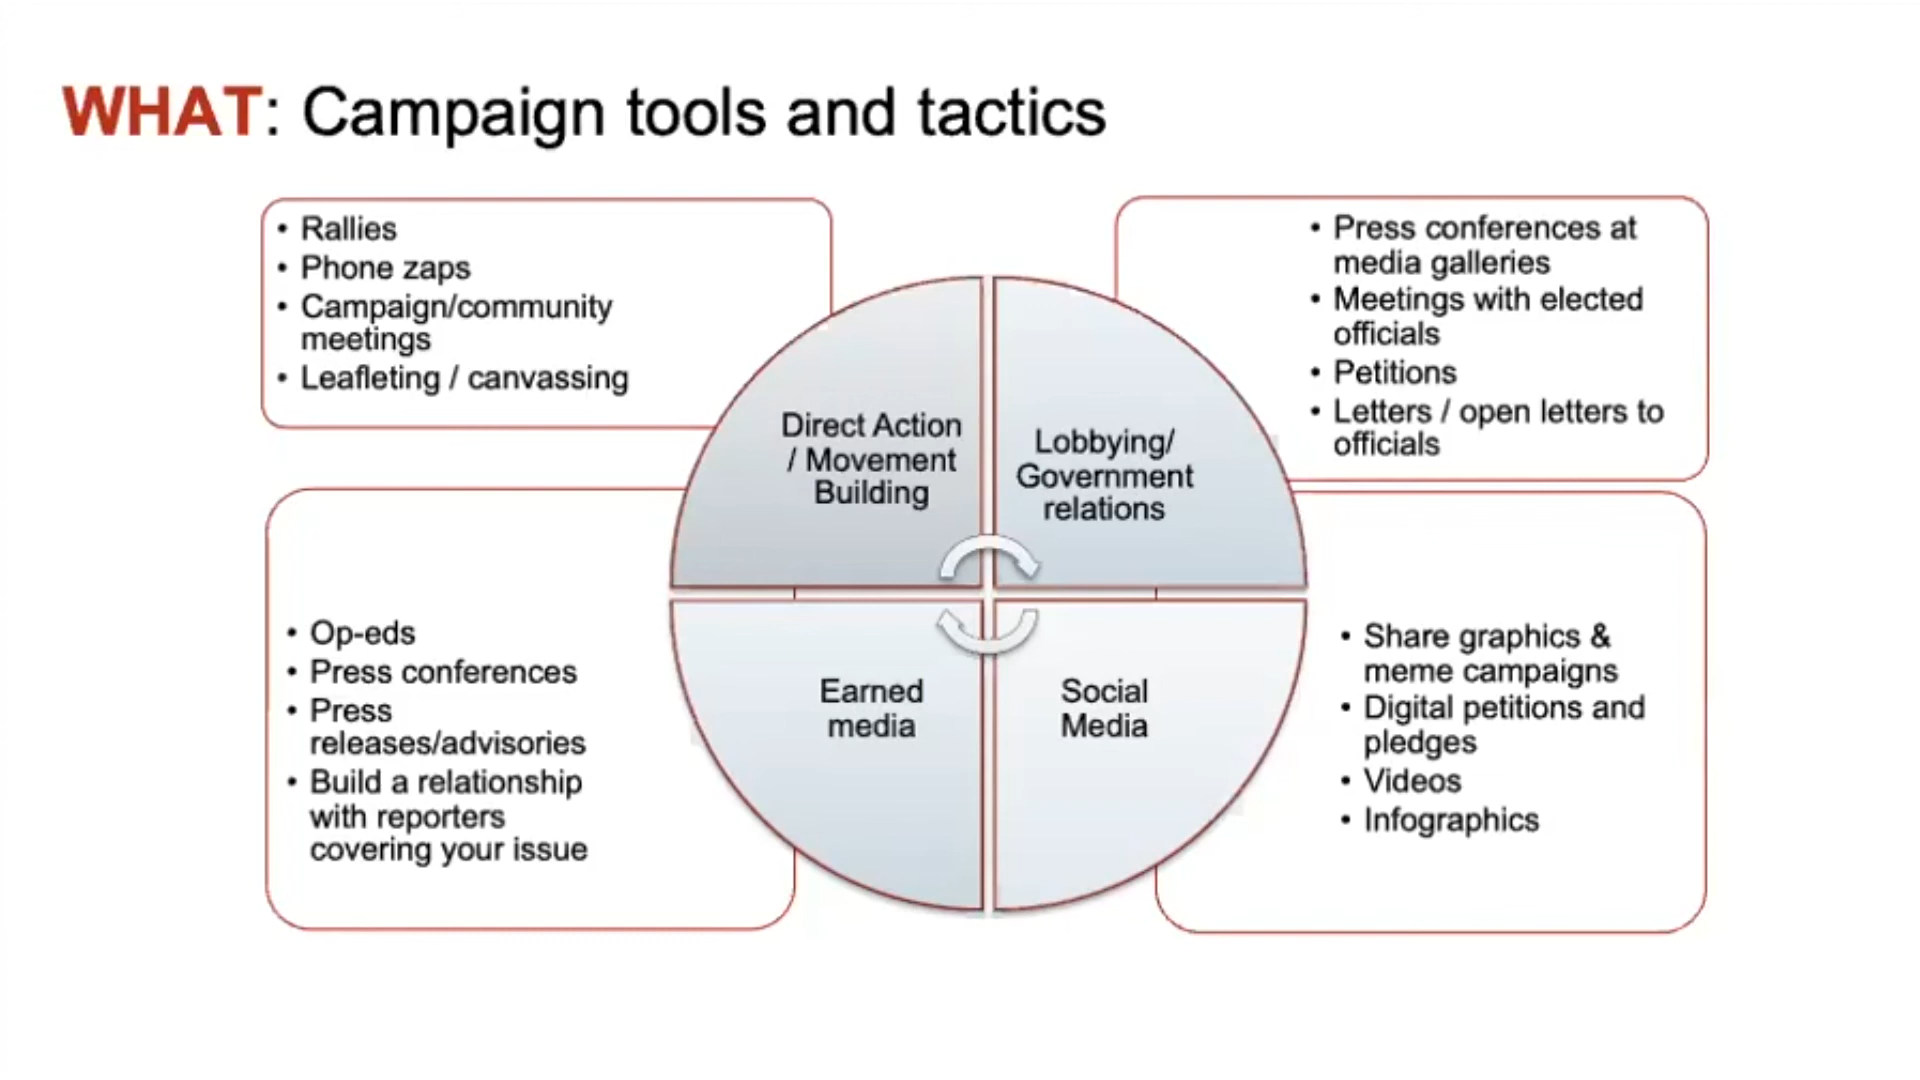 WHAT: Campaign tools and tactics
• Rallies
• Phone zaps
• Campaign/community
meetings
• Leafleting / canvassing
• Press conferences at
media galleries
• Meetings with elected
officials
• Petitions
• Letters / open letters to
officials
Direct Action
/ Movement
Building
Lobbying/
Government
relations
Earned
media
Social
Media
• Op-eds
• Press conferences
• Press
releases/advisories
• Build a relationship
with reporters
covering your issue
• Share graphics &
meme campaigns
• Digital petitions and
pledges
• Videos
• Infographics